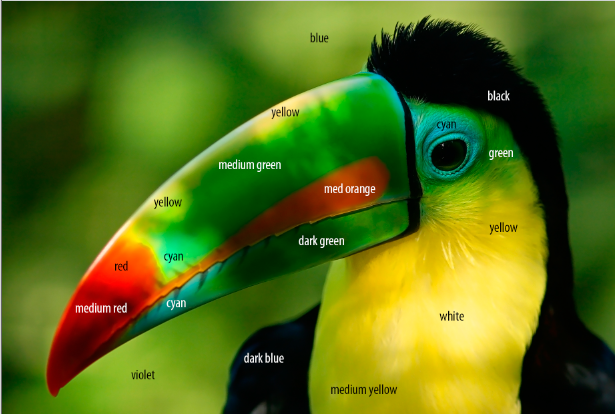 blue
black
yellow
cyan
green
medium green
med orange
yellow
yellow
dark green
cyan
red
medium red
cyan
white
dark blue
violet
medium yellow